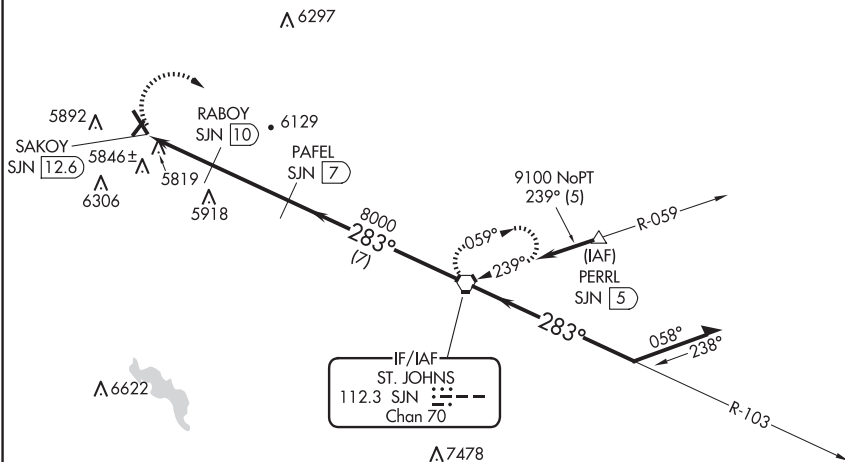 6297
5892
RABOY
SJN 10
6129
SAKOY
SJN 12.6
5846±
5819
PAFEL
SJN 7
6306
5918
9100 NoPT
239° (5)
R-059
8000
283°
(7)
059°
239°
(IAF)
PERRL
SJN 5
283°
058°
238°
IF/IAF
ST. JOHNS
112.3 SJN
Chan 70
R-103
6622
7478